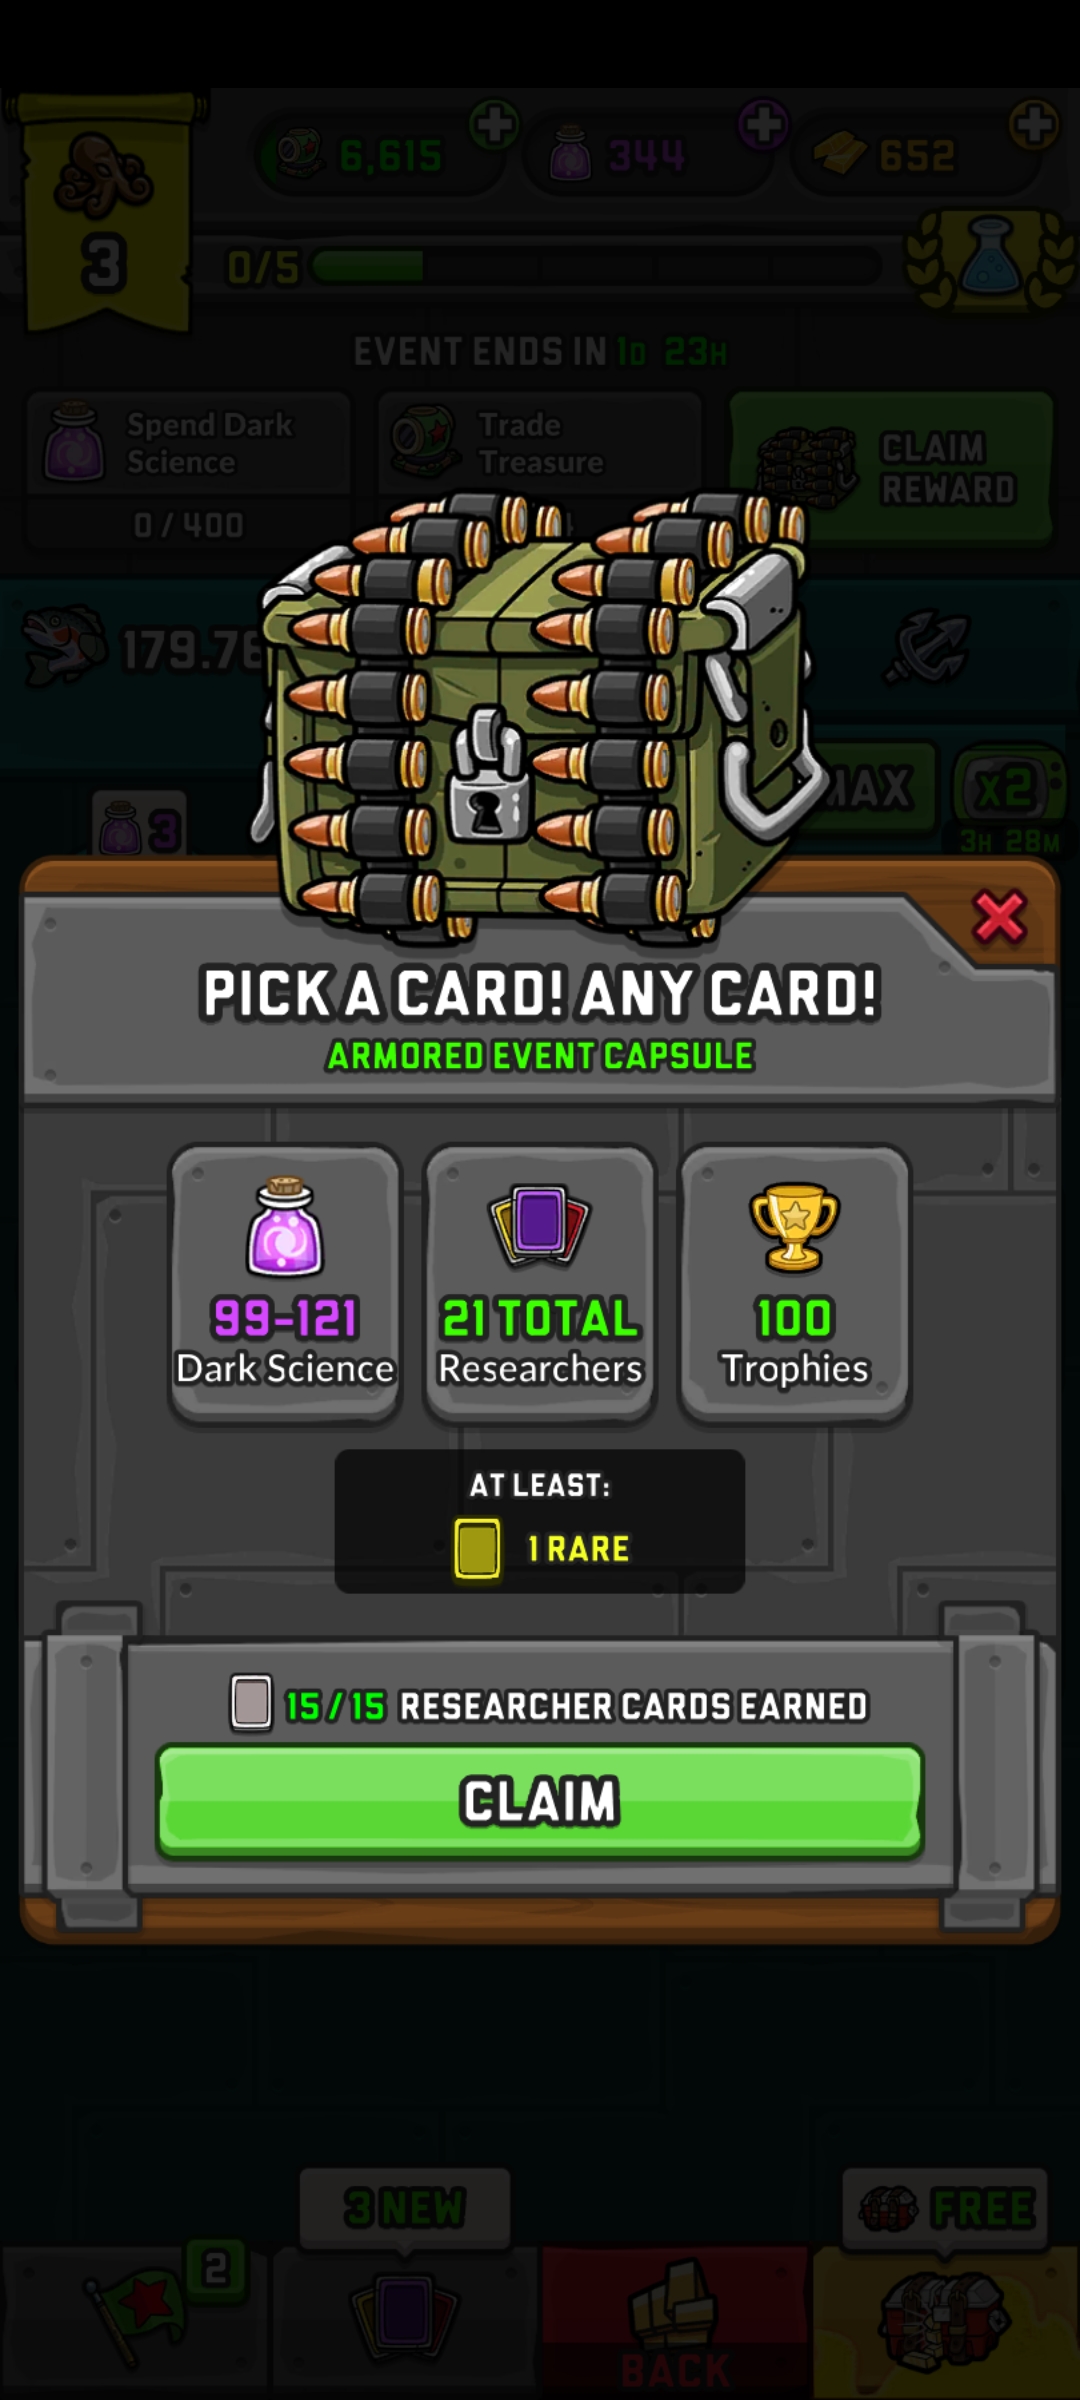 6,615
344
652
3
0/5
EVENT ENDS IN 1D 23H
Spend Dark
Science
0 / 400
Trade
Treasure
CLAIM
REWARD
3
MAX
x2
3H 28M
PICK A CARD! ANY CARD!
ARMORED EVENT CAPSULE
99-121
Dark Science
21 TOTAL
Researchers
100
Trophies
AT LEAST:
1 RARE
15/15 RESEARCHER CARDS EARNED
CLAIM
3 NEW
FREE
2
BACK